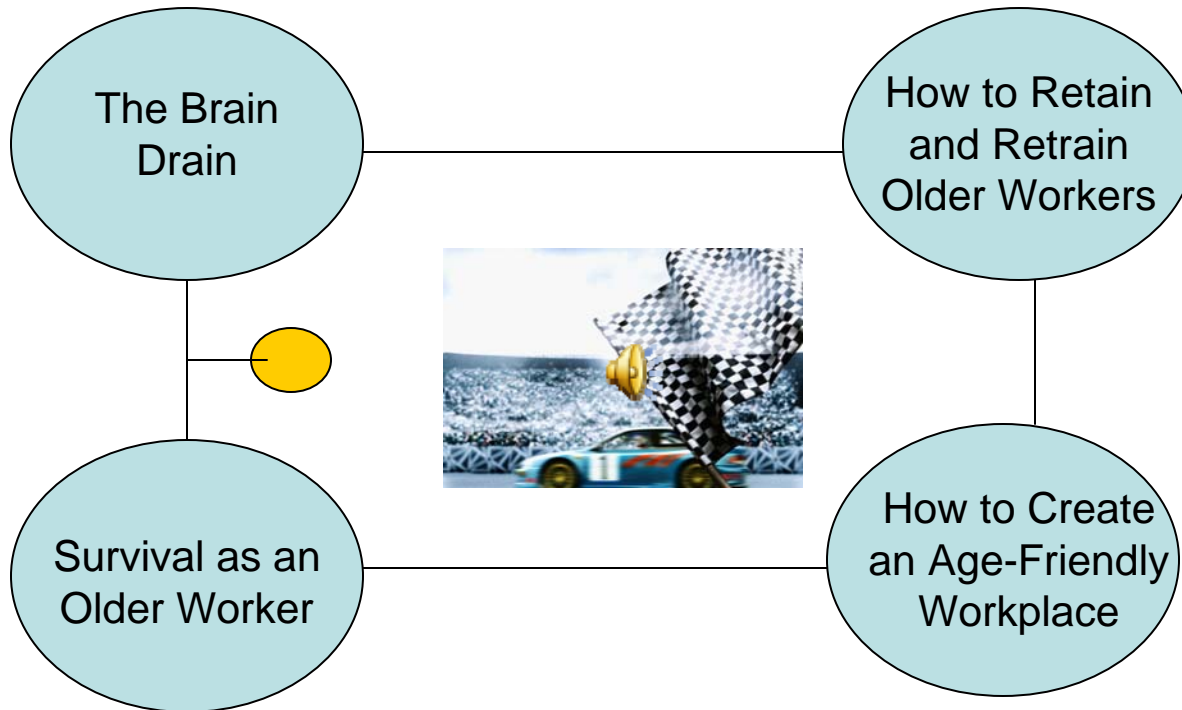 The Brain
Drain
How to Retain
and Retrain
Older Workers
Survival as an
Older Worker
How to Create
an Age-Friendly
Workplace
1